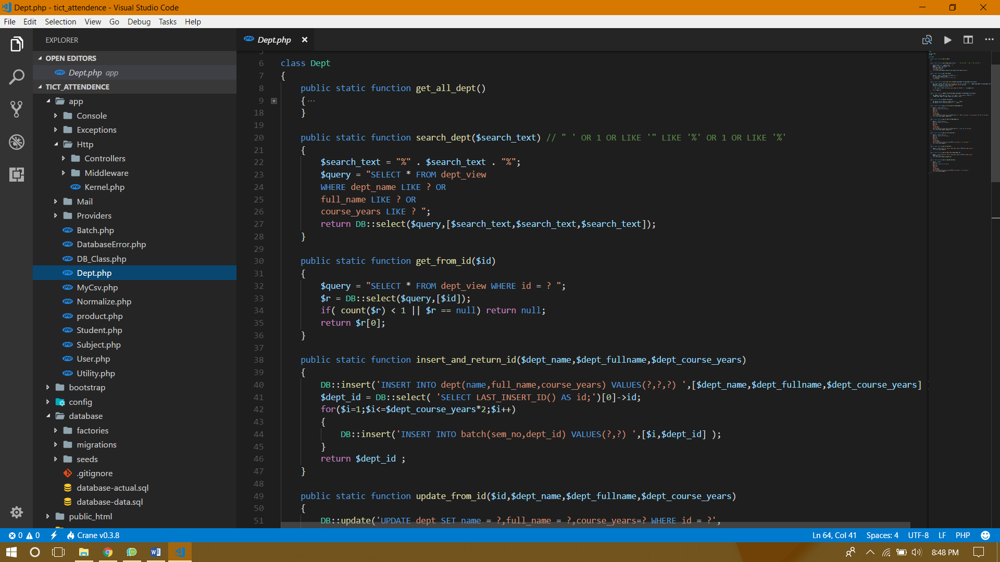 Dept.php - tict_attendence - Visual Studio Code
File Edit Selection View Go Debug Tasks Help
EXPLORER
OPEN EDITORS
Dept.php app
TICT_ATTENDENCE
app
Console
Exceptions
Http
Controllers
Middleware
Kernel.php
Mail
Providers
Batch.php
DatabaseError.php
DB_Class.php
Dept.php
MyCsv.php
Normalize.php
product.php
Student.php
Subject.php
User.php
Utility.php
bootstrap
config
database
factories
migrations
seeds
.gitignore
database-actual.sql
database-data.sql
public_html
Dept.php
5
6 class Dept
7 {
8 public static function get_all_dept()
9 { ...
18 }
19
20 public static function search_dept($search_text) // " ' OR 1 OR LIKE '" LIKE '%' OR 1 OR LIKE '%'
21 {
22 $search_text = "%" . $search_text . "%";
23 $query = "SELECT * FROM dept_view
24 WHERE dept_name LIKE ? OR
25 full_name LIKE ? OR
26 course_years LIKE ? ";
27 return DB::select($query,[$search_text,$search_text,$search_text]);
28 }
29
30 public static function get_from_id($id)
31 {
32 $query = "SELECT * FROM dept_view WHERE id = ? ";
33 $r = DB::select($query,[$id]);
34 if( count($r) < 1 || $r == null) return null;
35 return $r[0];
36 }
37
38 public static function insert_and_return_id($dept_name,$dept_fullname,$dept_course_years)
39 {
40 DB::insert('INSERT INTO dept(name,full_name,course_years) VALUES(?,?,?) ',[$dept_name,$dept_fullname,$dept_course_years]
41 $dept_id = DB::select( 'SELECT LAST_INSERT_ID() AS id;')[0]->id;
42 for($i=1;$i<=$dept_course_years*2;$i++)
43 {
44 DB::insert('INSERT INTO batch(sem_no,dept_id) VALUES(?,?) ',[$i,$dept_id] );
45 }
46 return $dept_id ;
47 }
48
49 public static function update_from_id($id,$dept_name,$dept_fullname,$dept_course_years)
50 {
51 DB::update('UPDATE dept SET name = ?,full_name = ?,course_years=? WHERE id = ?',
0 0 Crane v0.3.8 Ln 64, Col 41 Spaces: 4 UTF-8 LF PHP
8:48 PM